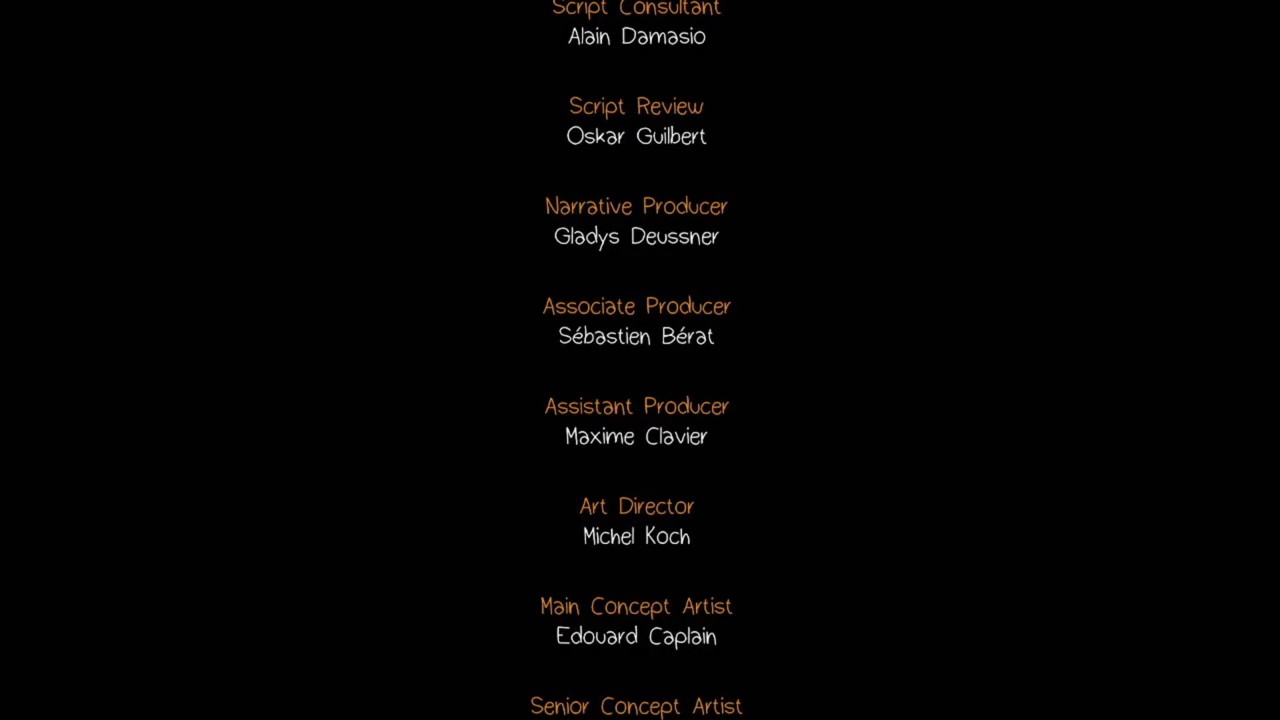 Script Consultant
Alain Damasio
Script Review
Oskar Guilbert
Narrative Producer
Gladys Deussner
Associate Producer
Sébastien Bérat
Assistant Producer
Maxime Clavier
Art Director
Michel Koch
Main Concept Artist
Edouard Caplain
Senior Concept Artist